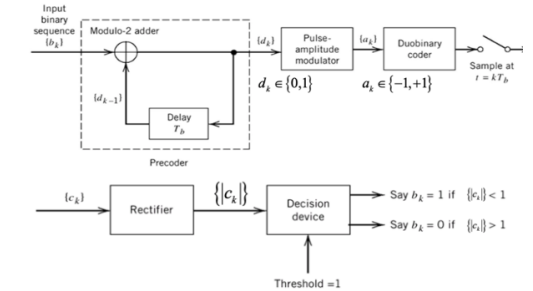 Input
binary
sequence
{b_k}
Modulo-2 adder
{d_k}
Pulse-
amplitude
modulator
{a_k}
Duobinary
coder
Sample at
t = kT_b
d_k ∈ {0,1}
a_k ∈ {−1,+1}
{d_{k−1}}
Delay
T_b
Precoder
{c_k}
Rectifier
{|c_k|}
Decision
device
Say b_k = 1 if {|c_k|} < 1
Say b_k = 0 if {|c_k|} > 1
Threshold =1